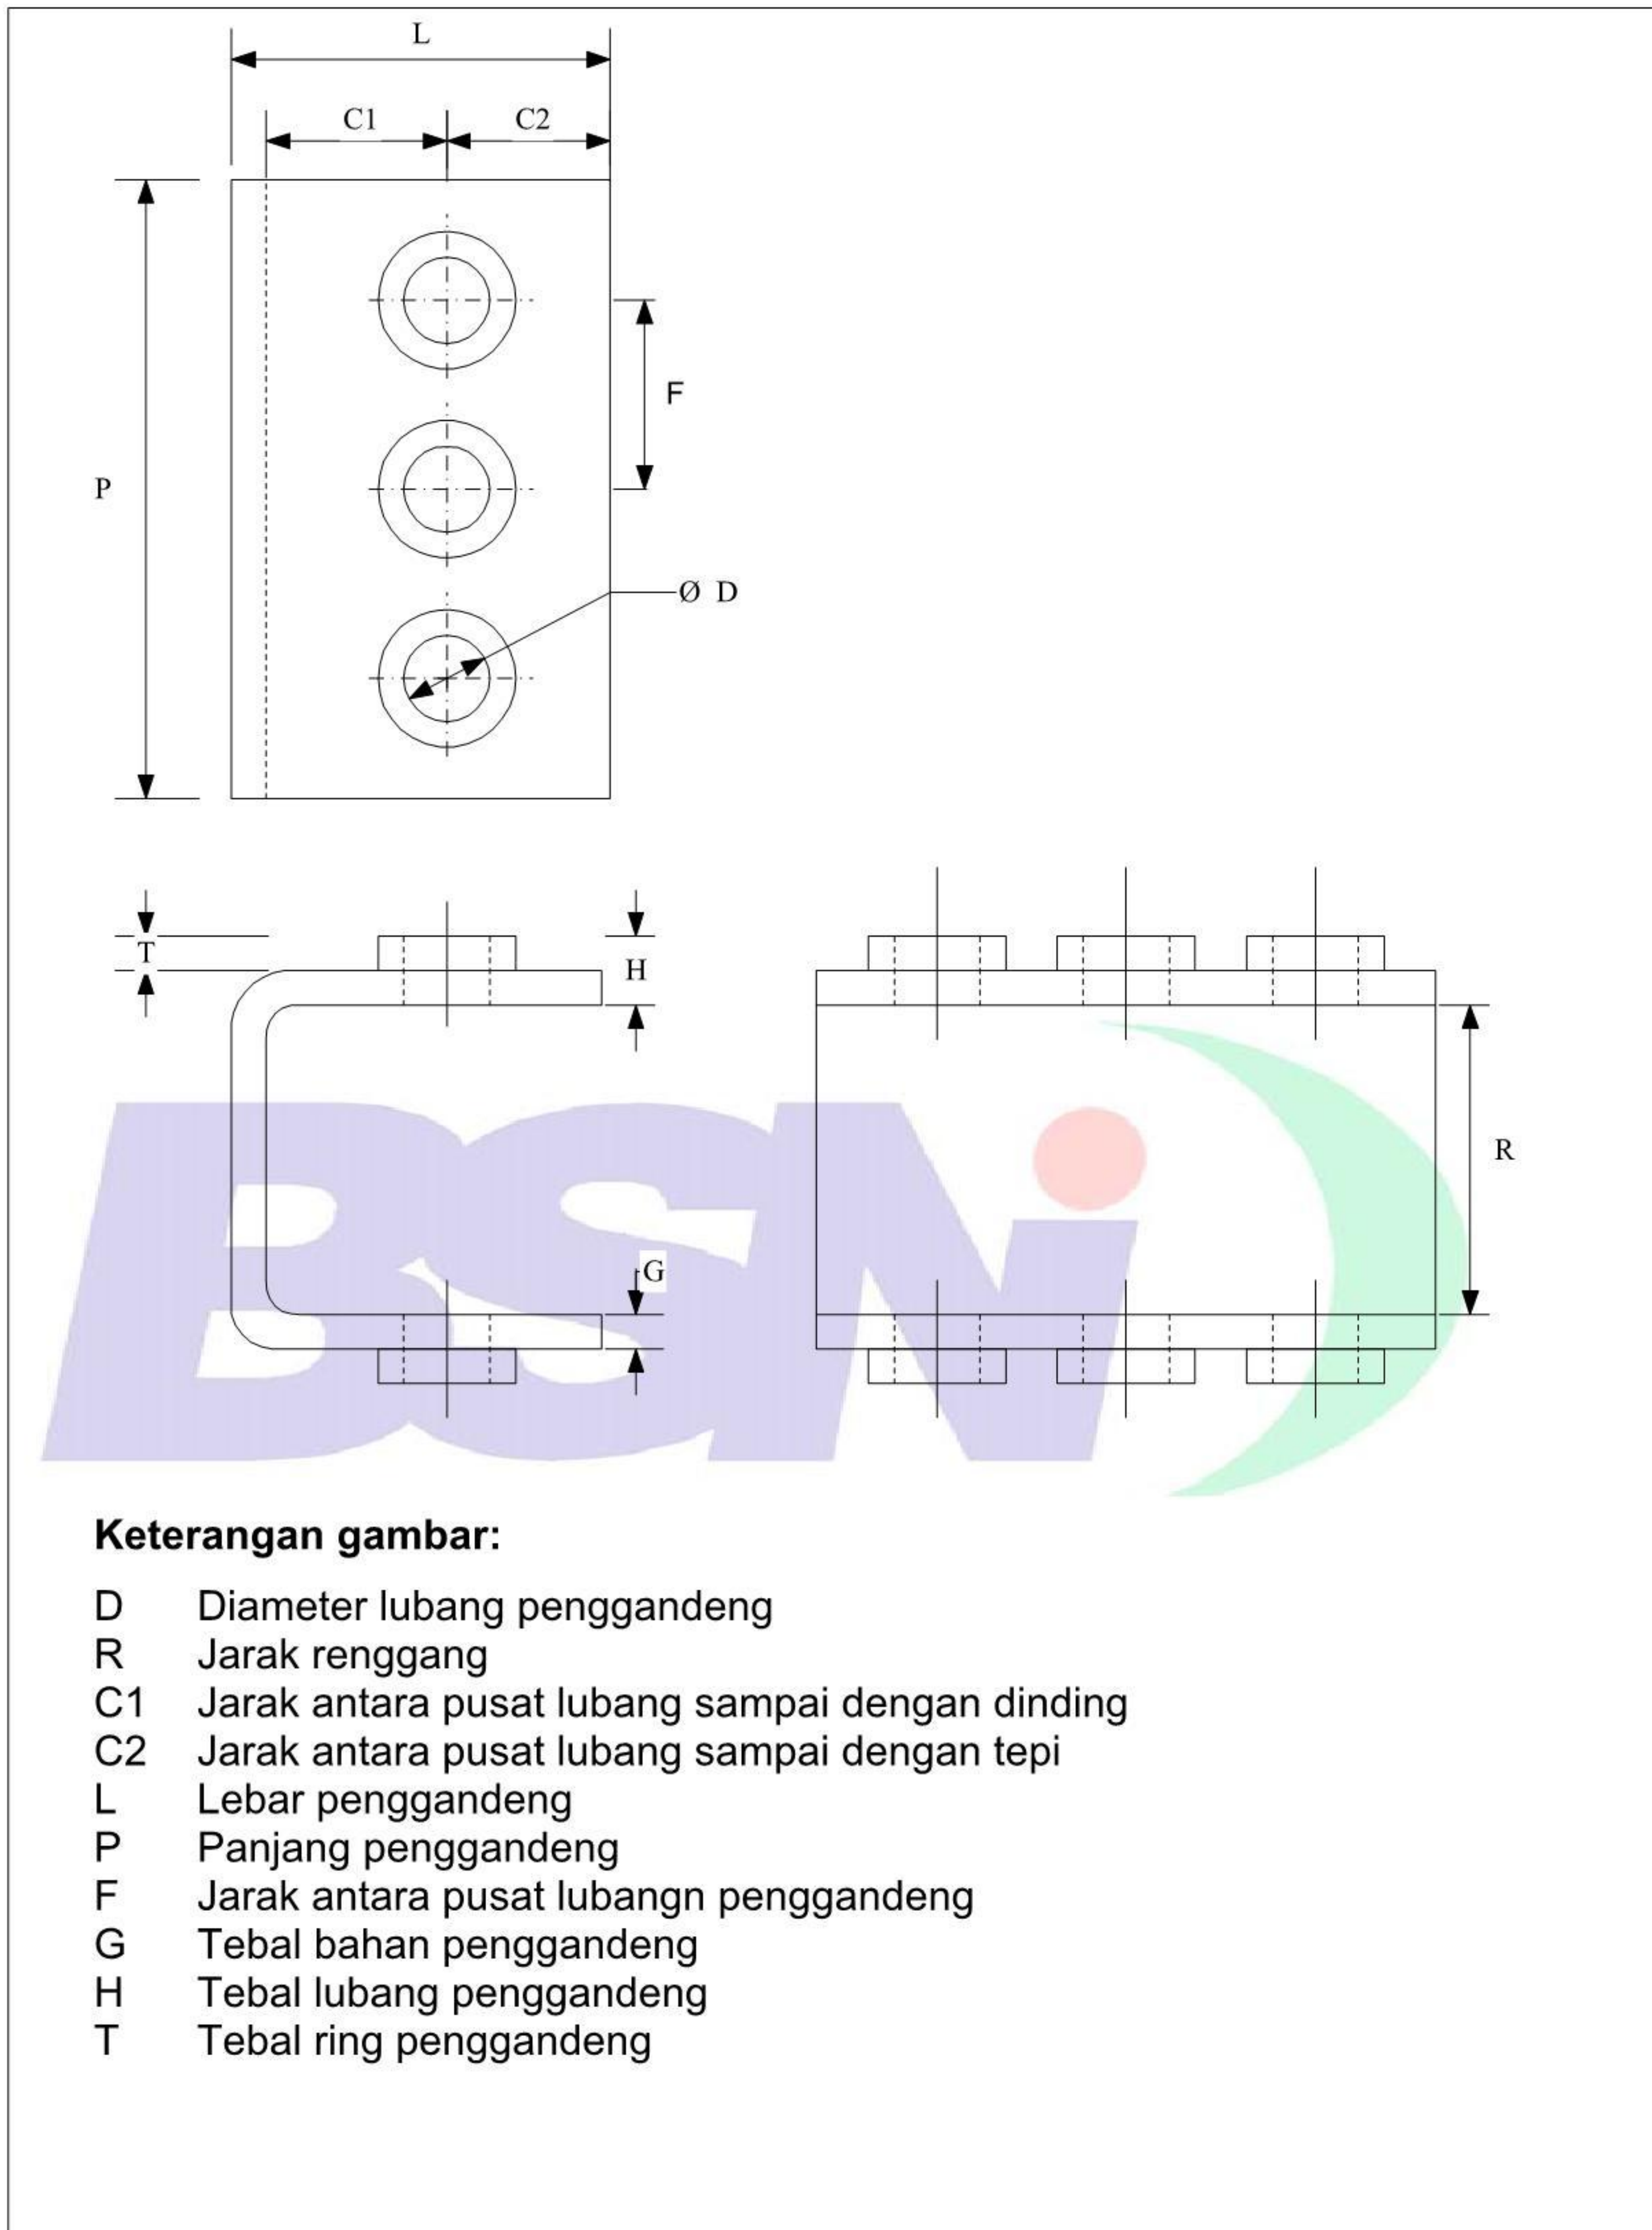 L
C1 C2
F
P
Ø D
T
H
R
G
BSNi
Keterangan gambar:
D Diameter lubang penggandeng
R Jarak renggang
C1 Jarak antara pusat lubang sampai dengan dinding
C2 Jarak antara pusat lubang sampai dengan tepi
L Lebar penggandeng
P Panjang penggandeng
F Jarak antara pusat lubangn penggandeng
G Tebal bahan penggandeng
H Tebal lubang penggandeng
T Tebal ring penggandeng